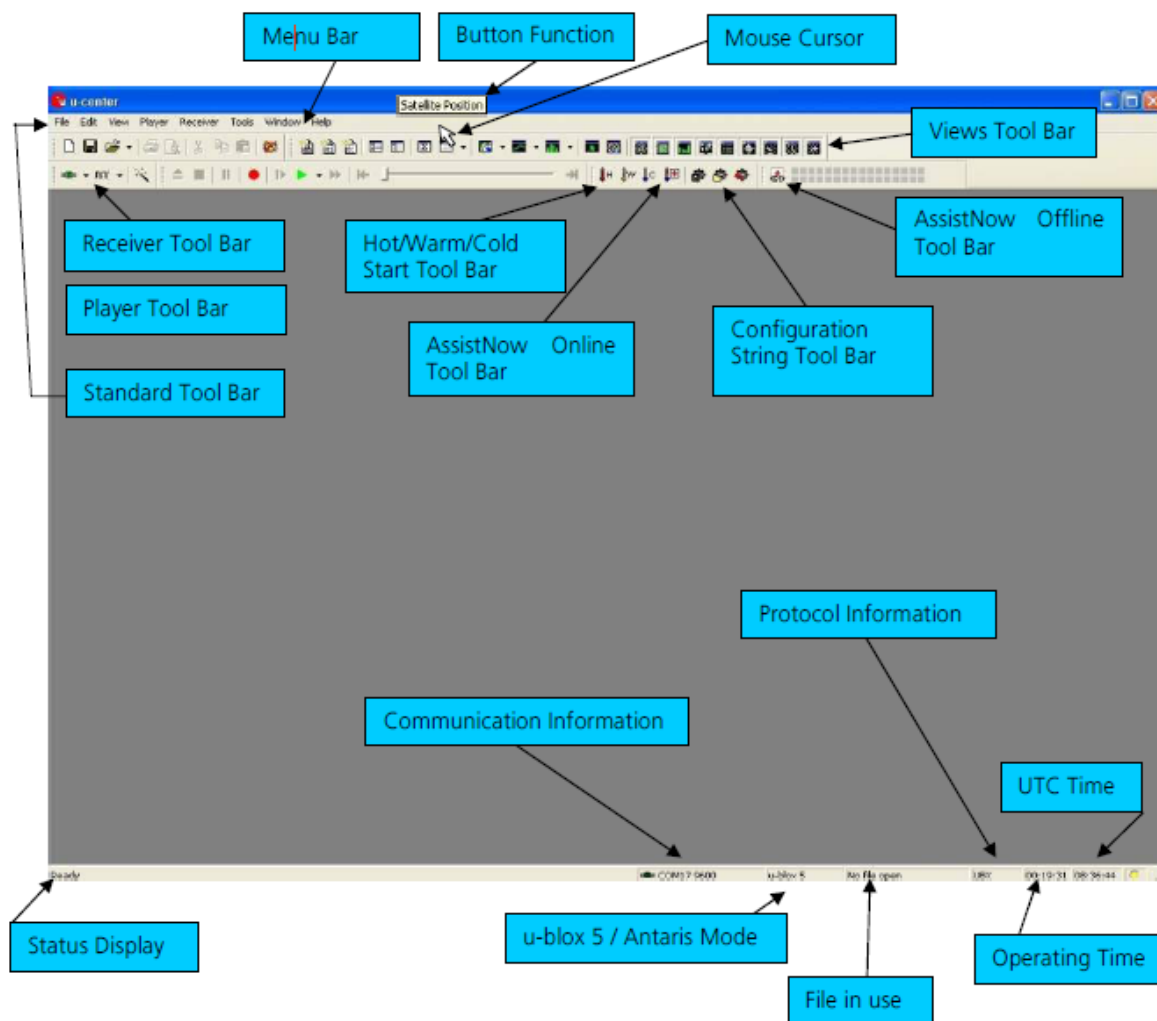 Menu Bar
Button Function
Mouse Cursor
u-center
Satellite Position
File Edit View Player Receiver Tools Window Help
Views Tool Bar
Receiver Tool Bar
Hot/Warm/Cold
Start Tool Bar
AssistNow Offline
Tool Bar
Player Tool Bar
AssistNow Online
Tool Bar
Configuration
String Tool Bar
Standard Tool Bar
Protocol Information
Communication Information
UTC Time
Ready
COM17 9600
u-blox 5
No file open
UBX
00:19:31
08:36:44
Status Display
u-blox 5 / Antaris Mode
Operating Time
File in use